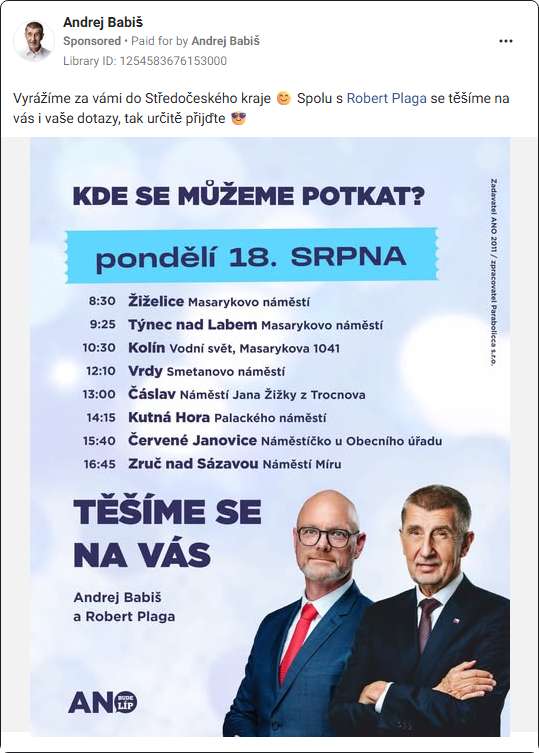 Andrej Babiš
Sponsored • Paid for by Andrej Babiš
Library ID: 1254583676153000
Vyrážíme za vámi do Středočeského kraje 😊 Spolu s Robert Plaga se těšíme na
vás i vaše dotazy, tak určitě přijďte 😎
KDE SE MŮŽEME POTKAT?
pondělí 18. SRPNA
8:30 Žiželice Masarykovo náměstí
9:25 Týnec nad Labem Masarykovo náměstí
10:30 Kolín Vodní svět, Masarykova 1041
12:10 Vrdy Smetanovo náměstí
13:00 Čáslav Náměstí Jana Žižky z Trocnova
14:15 Kutná Hora Palackého náměstí
15:40 Červené Janovice Náměstíčko u Obecního úřadu
16:45 Zruč nad Sázavou Náměstí Míru
TĚŠÍME SE
NA VÁS
Andrej Babiš
a Robert Plaga
ANO BUDE LÍP
Zadavatel ANO 2011 / zpracovatel Parabolicca s.r.o.